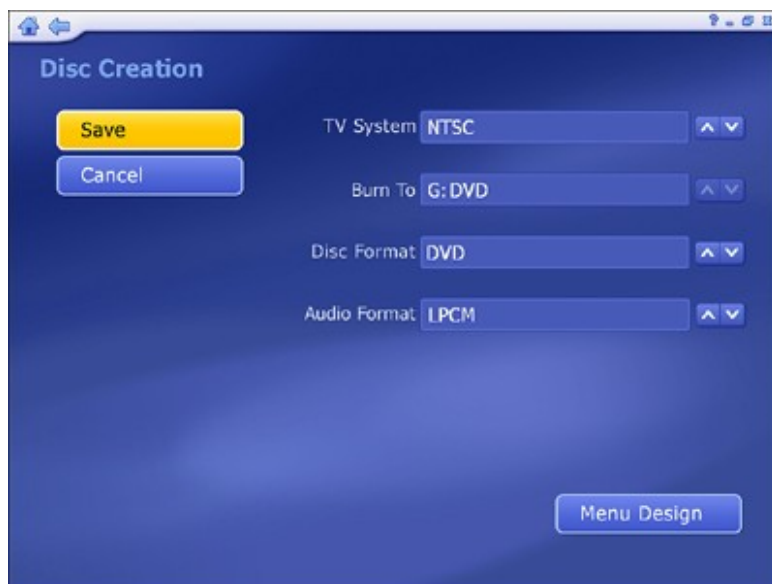 Disc Creation
Save
Cancel
TV System NTSC
Burn To G:DVD
Disc Format DVD
Audio Format LPCM
Menu Design